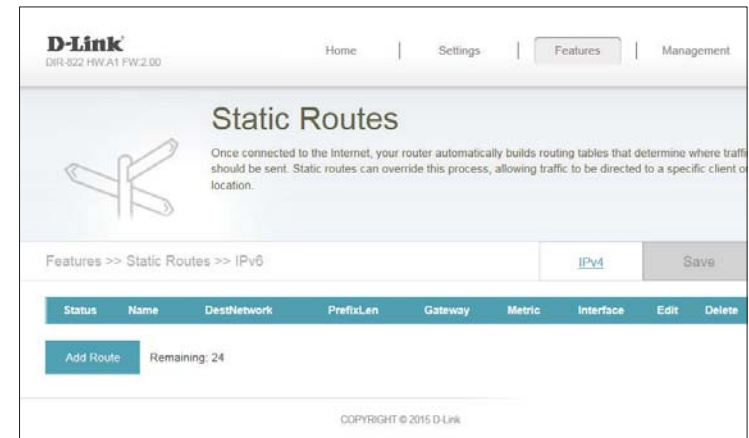 D-Link
DIR-822 HW:A1 FW:2.00
Home | Settings | Features | Management
Static Routes
Once connected to the Internet, your router automatically builds routing tables that determine where traffi
should be sent. Static routes can override this process, allowing traffic to be directed to a specific client o
location.
Features >> Static Routes >> IPv6
IPv4
Save
Status Name DestNetwork PrefixLen Gateway Metric Interface Edit Delete
Add Route Remaining: 24
COPYRIGHT © 2015 D-Link